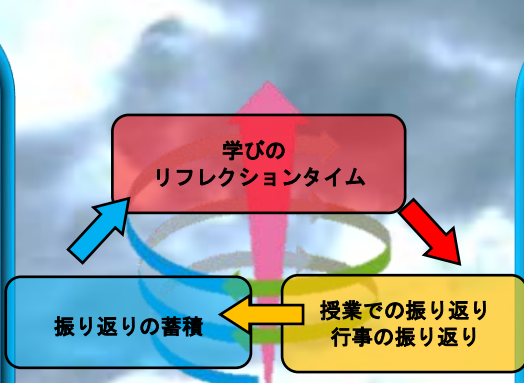 学びの
リフレクションタイム
振り返りの蓄積
授業での振り返り
行事の振り返り